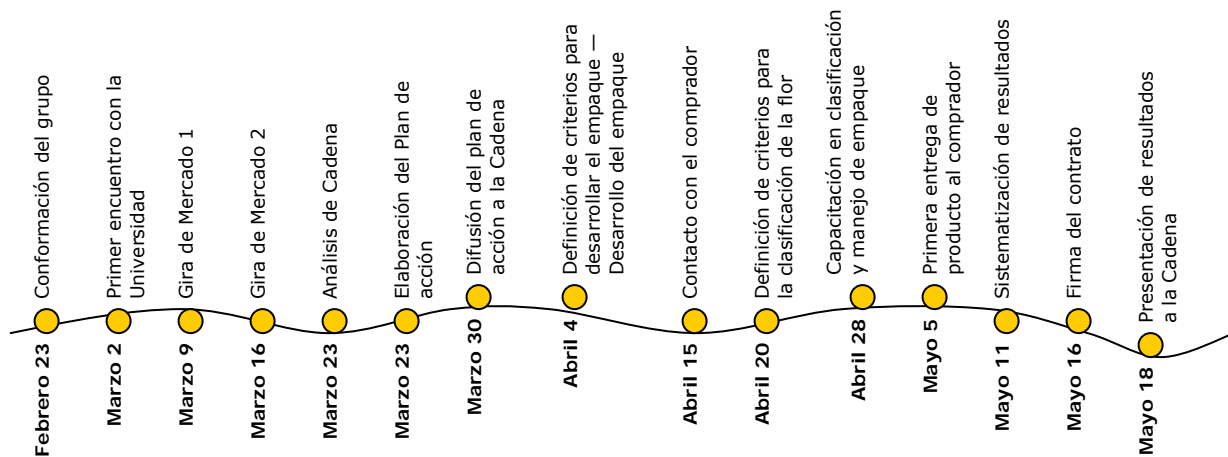 Febrero 23
Conformación del grupo
Marzo 2
Primer encuentro con la
Universidad
Marzo 9
Gira de Mercado 1
Marzo 16
Gira de Mercado 2
Marzo 23
Análisis de Cadena
Marzo 23
Elaboración del Plan de
acción
Marzo 30
Difusión del plan de
acción a la Cadena
Abril 4
Definición de criterios para
desarrollar el empaque —
Desarrollo del empaque
Abril 15
Contacto con el comprador
Abril 20
Definición de criterios para
la clasificación de la flor
Abril 28
Capacitación en clasificación
y manejo de empaque
Mayo 5
Primera entrega de
producto al comprador
Mayo 11
Sistematización de resultados
Mayo 16
Firma del contrato
Mayo 18
Presentación de resultados
a la Cadena